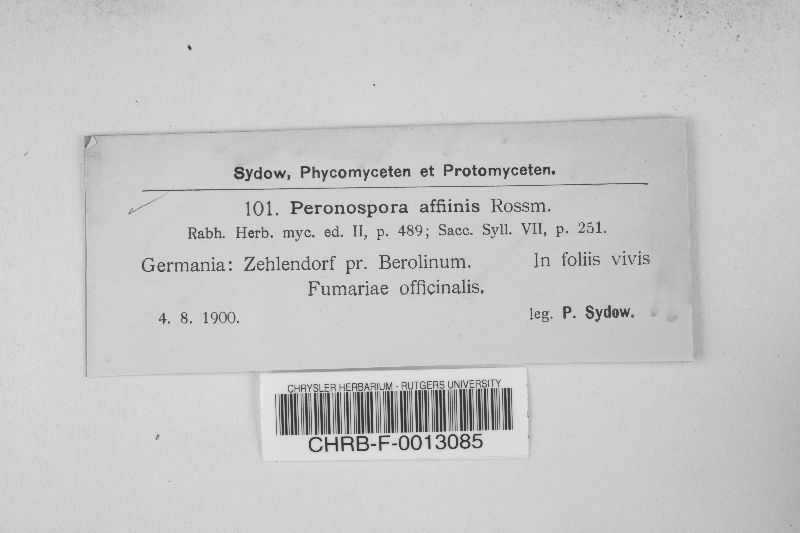 Sydow, Phycomyceten et Protomyceten.
101. Peronospora affiinis Rossm.
Rabh. Herb. myc. ed. II, p. 489; Sacc. Syll. VII, p. 251.
Germania: Zehlendorf pr. Berolinum. In foliis vivis
Fumariae officinalis.
4. 8. 1900. leg. P. Sydow.
CHRYSLER HERBARIUM - RUTGERS UNIVERSITY
CHRB-F-0013085